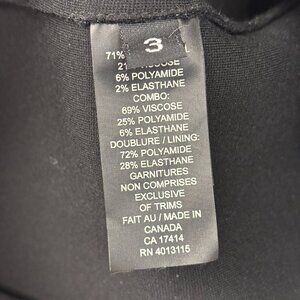 3
71%
21% VISCOSE
6% POLYAMIDE
2% ELASTHANE
COMBO:
69% VISCOSE
25% POLYAMIDE
6% ELASTHANE
DOUBLURE / LINING:
72% POLYAMIDE
28% ELASTHANE
GARNITURES
NON COMPRISES
EXCLUSIVE
OF TRIMS
FAIT AU / MADE IN
CANADA
CA 17414
RN 4013115